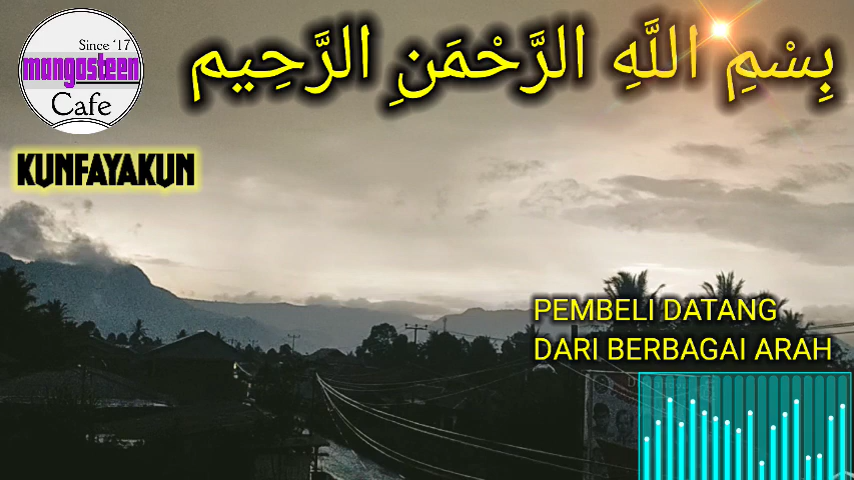 Since '17
mangosteen
Cafe
بِسْمِ اللَّهِ الرَّحْمَنِ الرَّحِيم
KUNFAYAKUN
PEMBELI DATANG
DARI BERBAGAI ARAH